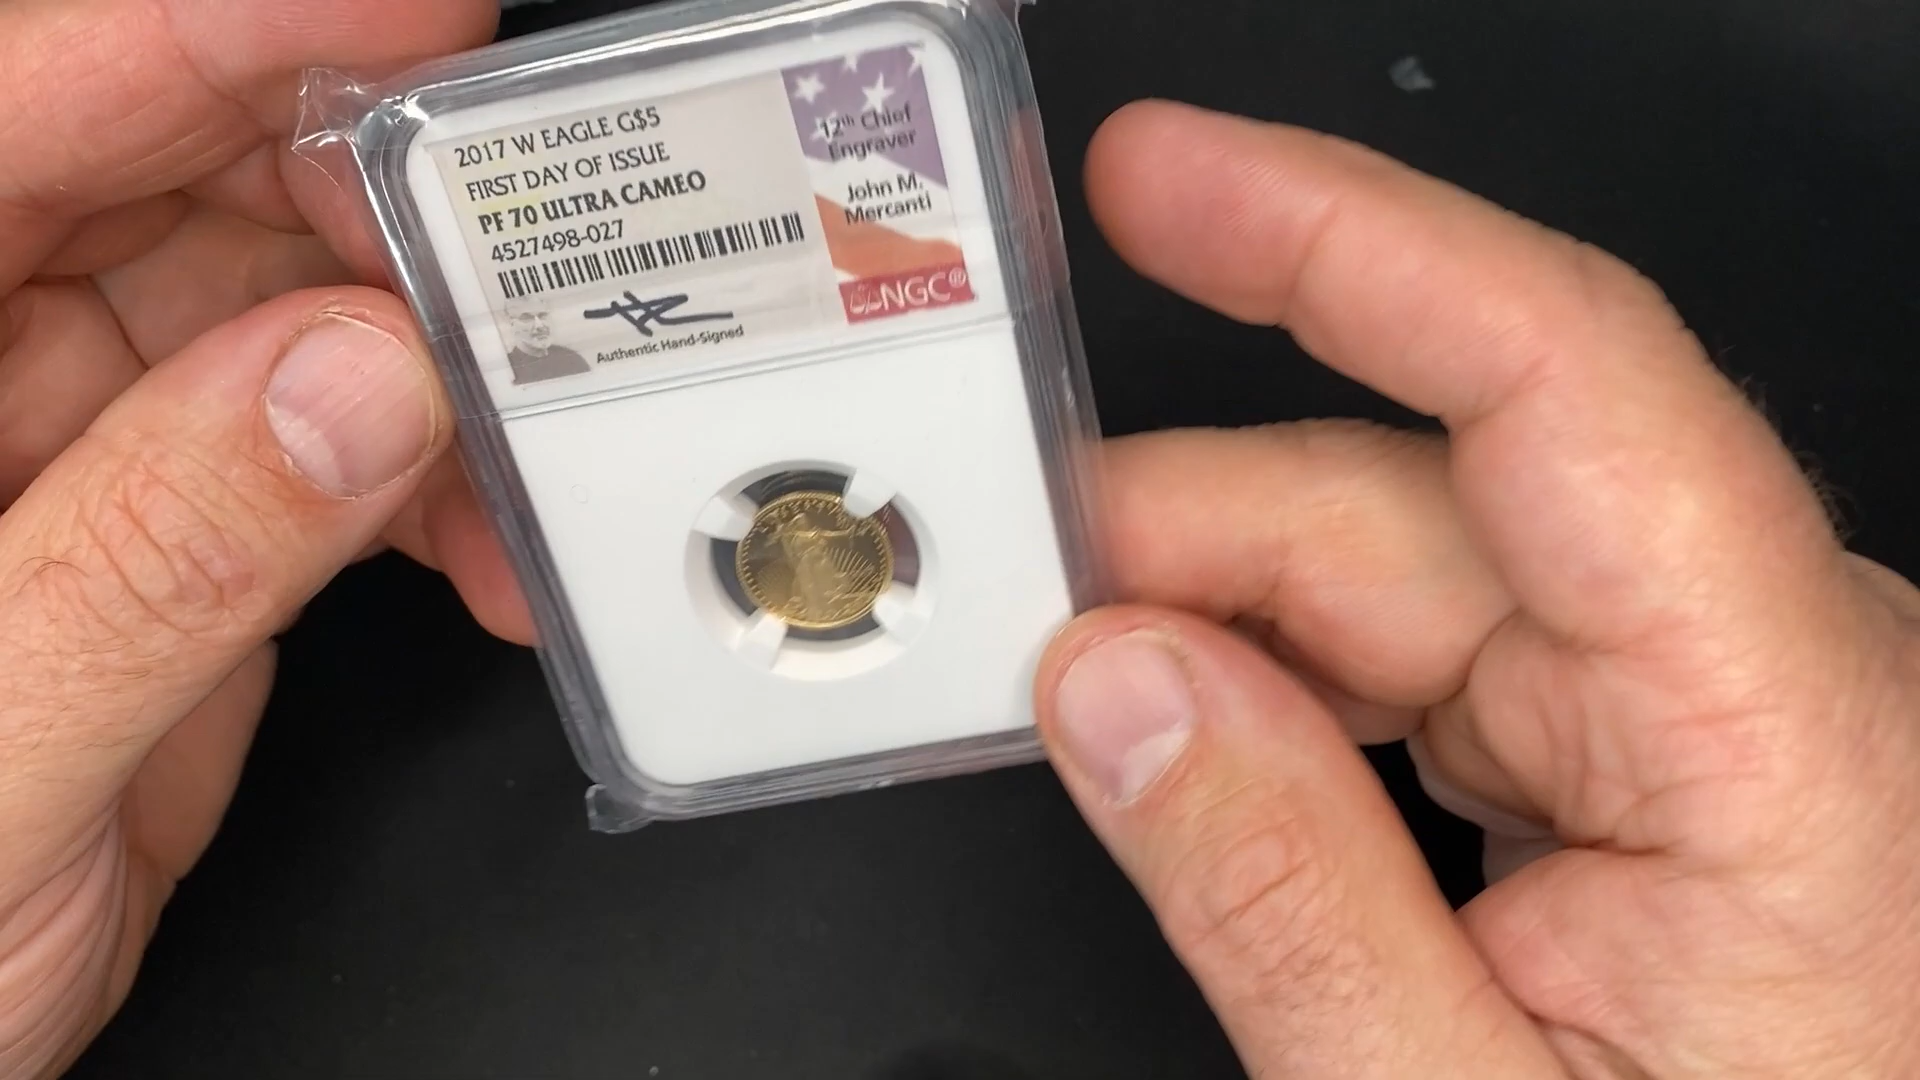 2017 W EAGLE G$5
FIRST DAY OF ISSUE
PF 70 ULTRA CAMEO
4527498-027
Authentic Hand-Signed
12th Chief
Engraver
John M.
Mercanti
NGC®